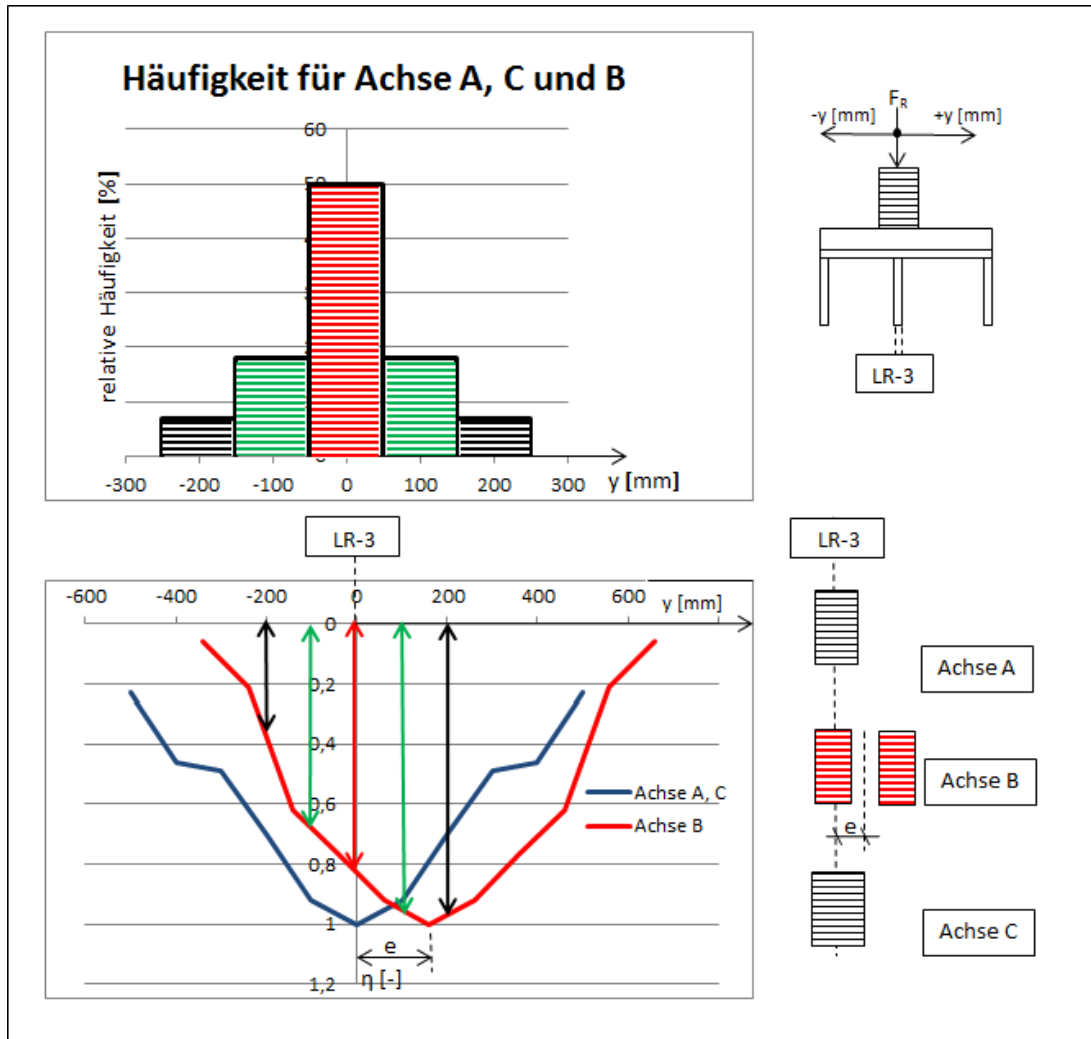 Häufigkeit für Achse A, C und B
relative Häufigkeit [%]
60
-300 -200 -100 0 100 200 300 y [mm]
F_R
-y [mm] +y [mm]
LR-3
LR-3
-600 -400 -200 0 200 400 600 y [mm]
0
0,2
0,4
0,6
0,8
1
1,2
Achse A, C
Achse B
e
η [-]
LR-3
Achse A
Achse B
e
Achse C